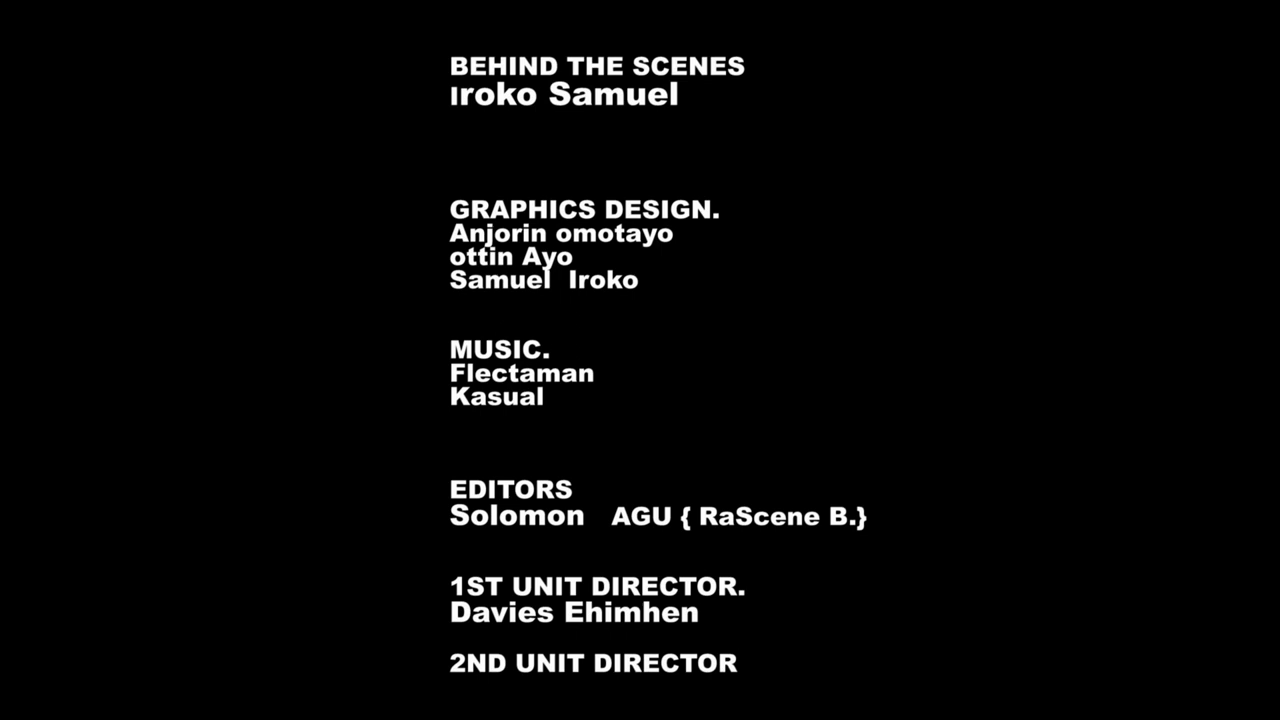 BEHIND THE SCENES
Iroko Samuel
GRAPHICS DESIGN.
Anjorin omotayo
ottin Ayo
Samuel Iroko
MUSIC.
Flectaman
Kasual
EDITORS
Solomon AGU { RaScene B.}
1ST UNIT DIRECTOR.
Davies Ehimhen
2ND UNIT DIRECTOR